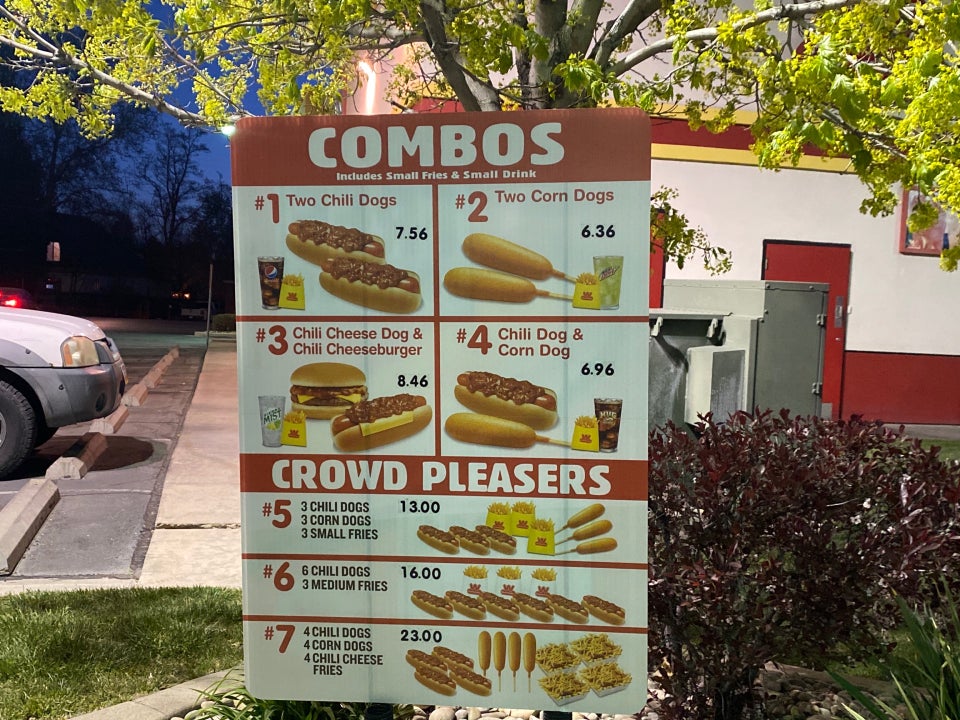 COMBOS
Includes Small Fries & Small Drink
#1 Two Chili Dogs
7.56
#2 Two Corn Dogs
6.36
#3 Chili Cheese Dog &
Chili Cheeseburger
8.46
MIST
#4 Chili Dog &
Corn Dog
6.96
MUG
CROWD PLEASERS
#5 3 CHILI DOGS 13.00
3 CORN DOGS
3 SMALL FRIES
#6 6 CHILI DOGS 16.00
3 MEDIUM FRIES
#7 4 CHILI DOGS 23.00
4 CORN DOGS
4 CHILI CHEESE
FRIES